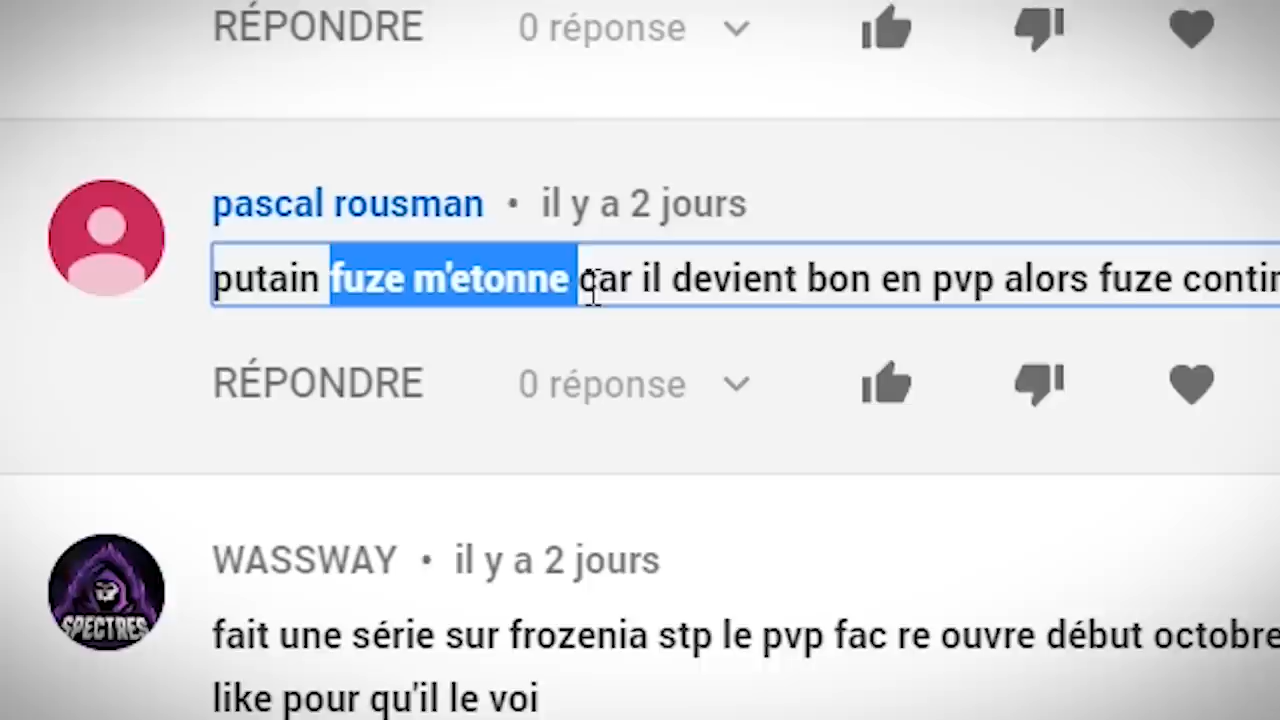 RÉPONDRE 0 réponse
pascal rousman • il y a 2 jours
putain fuze m'etonne car il devient bon en pvp alors fuze contin
RÉPONDRE 0 réponse
WASSWAY • il y a 2 jours
SPECTRES
fait une série sur frozenia stp le pvp fac re ouvre début octobre
like pour qu'il le voi